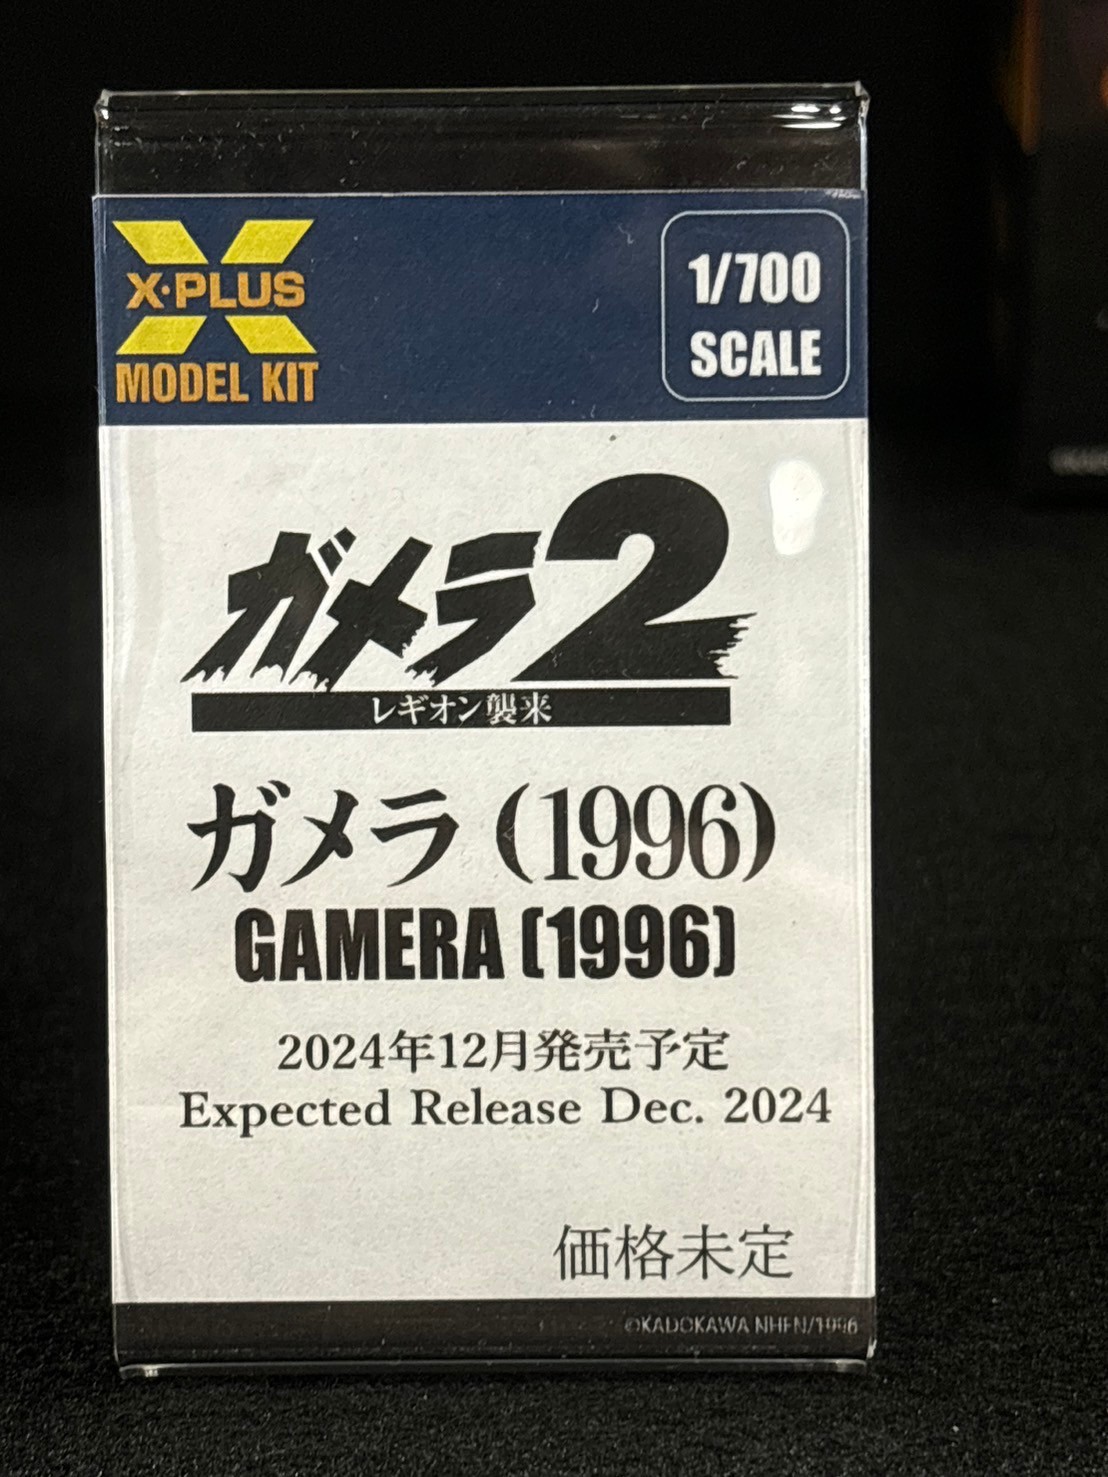 X·PLUS
MODEL KIT
1/700
SCALE
ガメラ2
レギオン襲来
ガメラ(1996)
GAMERA (1996)
2024年12月発売予定
Expected Release Dec. 2024
価格未定
©KADOKAWA NHFN/1996